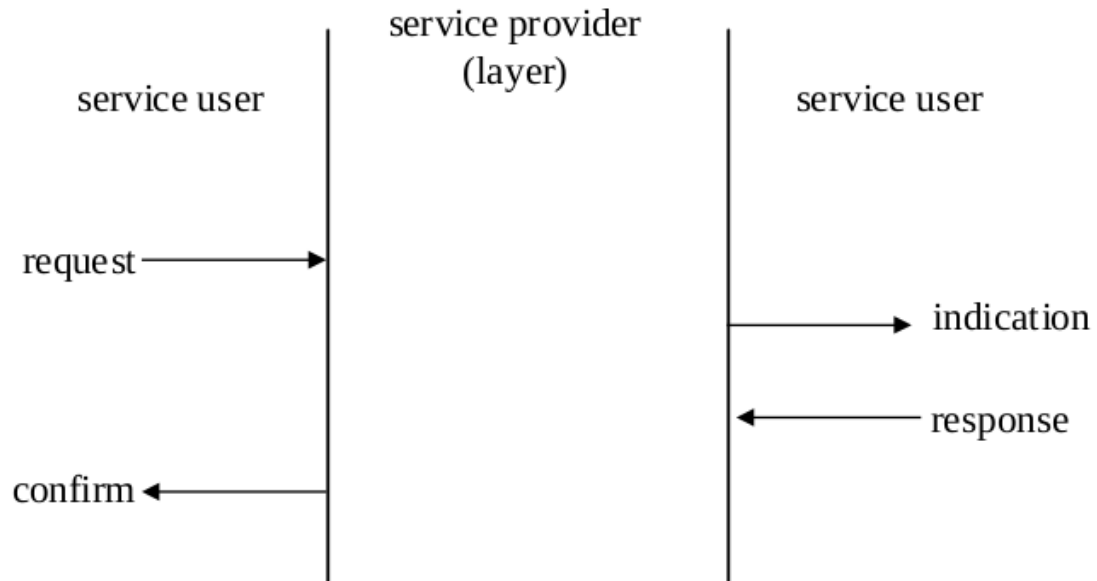 service provider
(layer)
service user
service user
request
indication
response
confirm